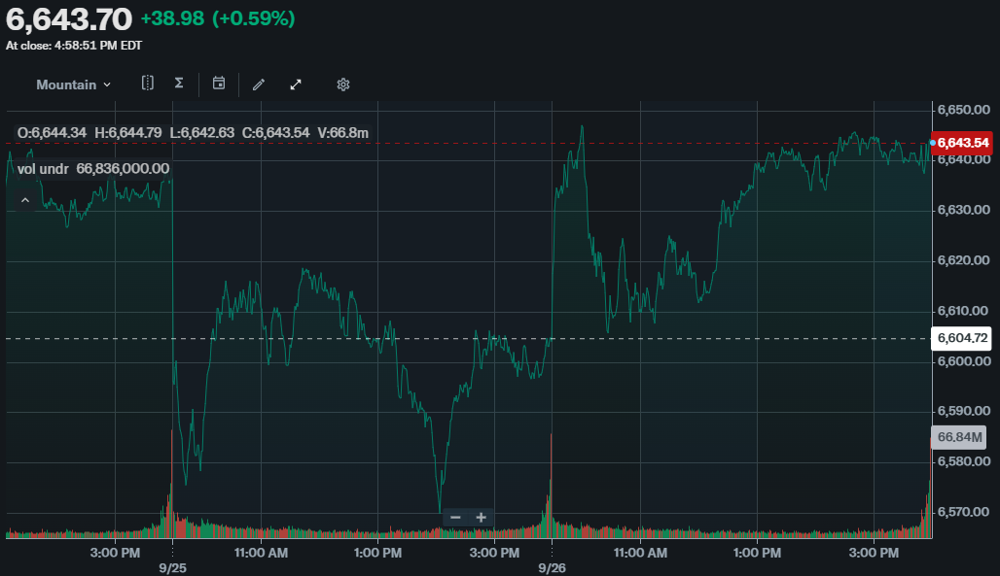 6,643.70 +38.98 (+0.59%)
At close: 4:58:51 PM EDT
Mountain
O:6,644.34 H:6,644.79 L:6,642.63 C:6,643.54 V:66.8m
vol undr 66,836,000.00
6,650.00
6,643.54
6,640.00
6,630.00
6,620.00
6,610.00
6,604.72
6,600.00
6,590.00
66.84M
6,580.00
6,570.00
3:00 PM 11:00 AM 1:00 PM 3:00 PM 11:00 AM 1:00 PM 3:00 PM
9/25 9/26